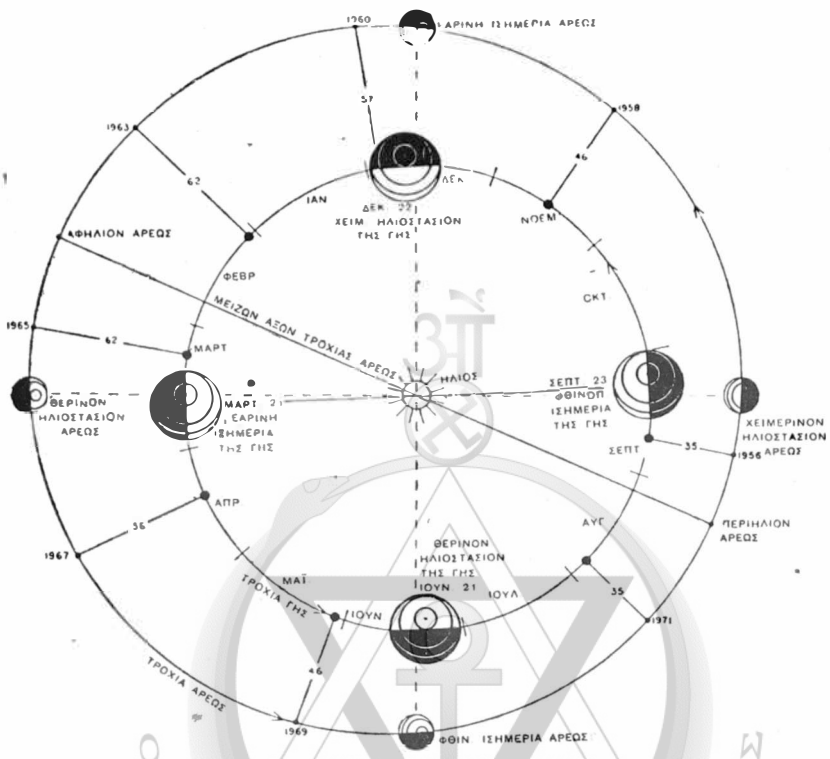 1960
ΕΑΡΙΝΗ ΙΣΗΜΕΡΙΑ ΑΡΕΩΣ
1958
57
46
1963
62
ΔΕΚ
ΙΑΝ
ΔΕΚ. 22
ΧΕΙΜ. ΗΛΙΟΣΤΑΣΙΟΝ
ΤΗΣ ΓΗΣ
ΝΟΕΜ
ΑΦΗΛΙΟΝ ΑΡΕΩΣ
ΦΕΒΡ
ΜΕΙΖΩΝ ΑΞΩΝ ΤΡΟΧΙΑΣ ΑΡΕΩΣ
ΟΚΤ.
ओं
1965
62
ΜΑΡΤ
ΗΛΙΟΣ
ΣΕΠΤ 23
ΦΘΙΝΟΠ
ΙΣΗΜΕΡΙΑ
ΤΗΣ ΓΗΣ
ΘΕΡΙΝΟΝ
ΗΛΙΟΣΤΑΣΙΟΝ
ΑΡΕΩΣ
ΜΑΡΤ 21
ΕΑΡΙΝΗ
ΙΣΗΜΕΡΙΑ
ΤΗΣ ΓΗΣ
ΧΕΙΜΕΡΙΝΟΝ
ΗΛΙΟΣΤΑΣΙΟΝ
ΑΡΕΩΣ
ΣΕΠΤ
35
1956
ΑΠΡ
36
1967
ΑΥΓ
ΠΕΡΙΗΛΙΟΝ
ΑΡΕΩΣ
ΘΕΡΙΝΟΝ
ΗΛΙΟΣΤΑΣΙΟΝ
ΤΗΣ ΓΗΣ
ΙΟΥΝ. 21
ΜΑΪ
ΤΡΟΧΙΑ ΓΗΣ
ΙΟΥΝ
ΙΟΥΛ
35
1971
ΤΡΟΧΙΑ ΑΡΕΩΣ
46
1969
ΦΘΙΝ. ΙΣΗΜΕΡΙΑ ΑΡΕΩΣ